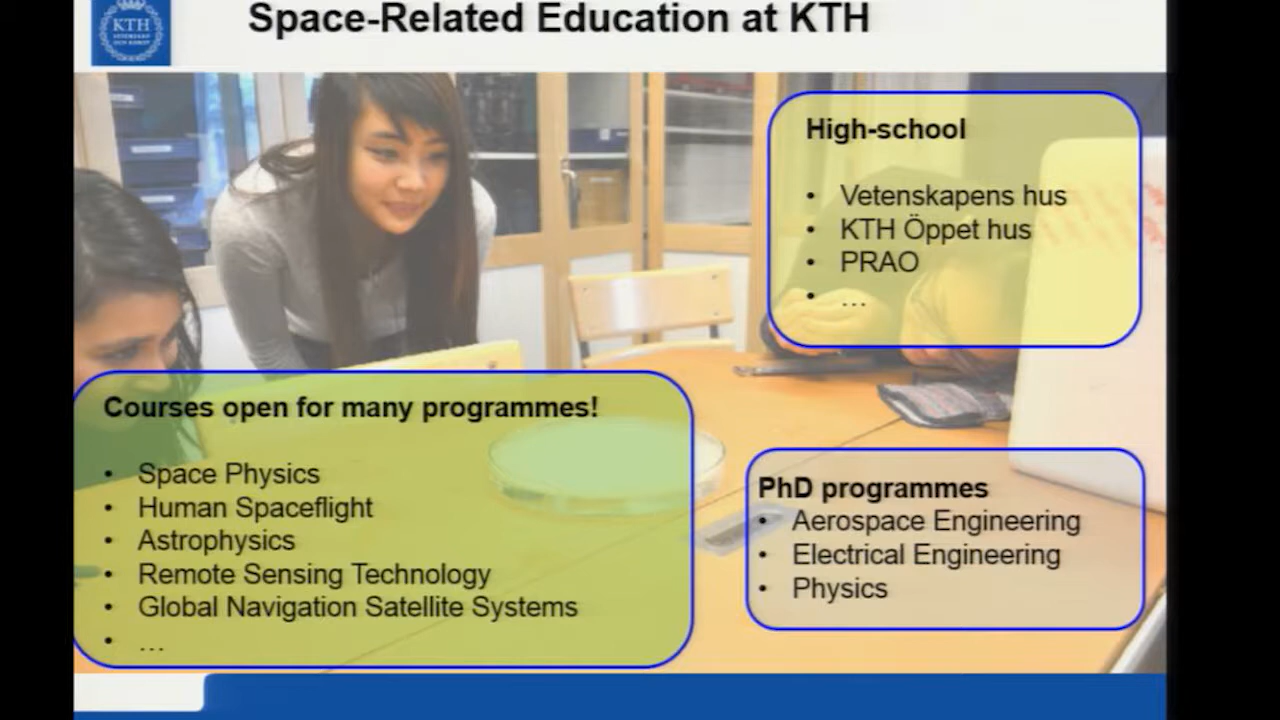 Space-Related Education at KTH
KTH
High-school
• Vetenskapens hus
• KTH Öppet hus
• PRAO
• ...
Courses open for many programmes!
• Space Physics
• Human Spaceflight
• Astrophysics
• Remote Sensing Technology
• Global Navigation Satellite Systems
• ...
PhD programmes
• Aerospace Engineering
• Electrical Engineering
• Physics